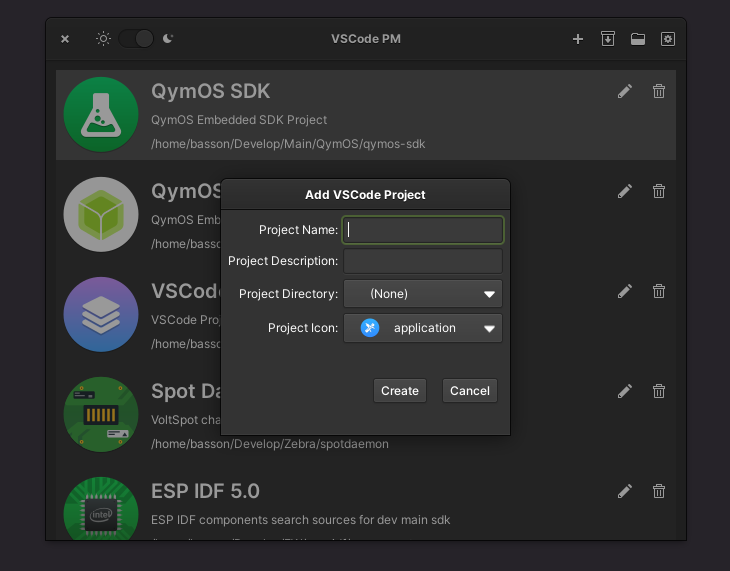 VSCode PM
QymOS SDK
QymOS Embedded SDK Project
/home/basson/Develop/Main/QymOS/qymos-sdk
QymOS
QymOS Emb
/home/basso
Add VSCode Project
Project Name:
Project Description:
Project Directory: (None)
Project Icon: application
Create Cancel
VSCode
VSCode Proj
/home/basso
Spot Da
VoltSpot cha
/home/basson/Develop/Zebra/spotdaemon
ESP IDF 5.0
intel
ESP IDF components search sources for dev main sdk